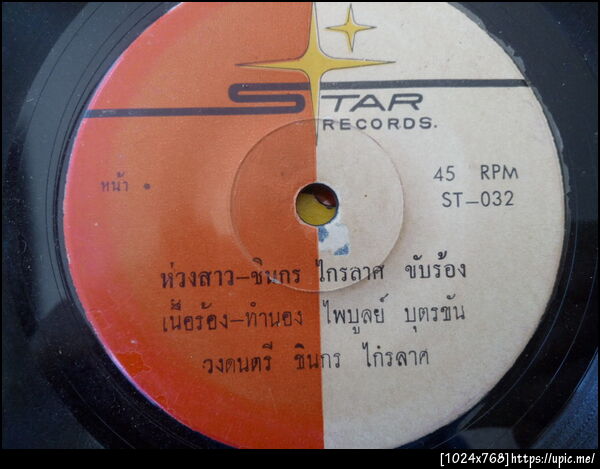 STAR
RECORDS.
45 RPM
หน้า
ST-032
ห่วงสาว-ชินกร ไกรลาศ ขับร้อง
เนื้อร้อง-ทำนอง ไพบูลย์ บุตรขัน
วงดนตรี ชินกร ไกรลาศ
[1024x768]https://upic.me/